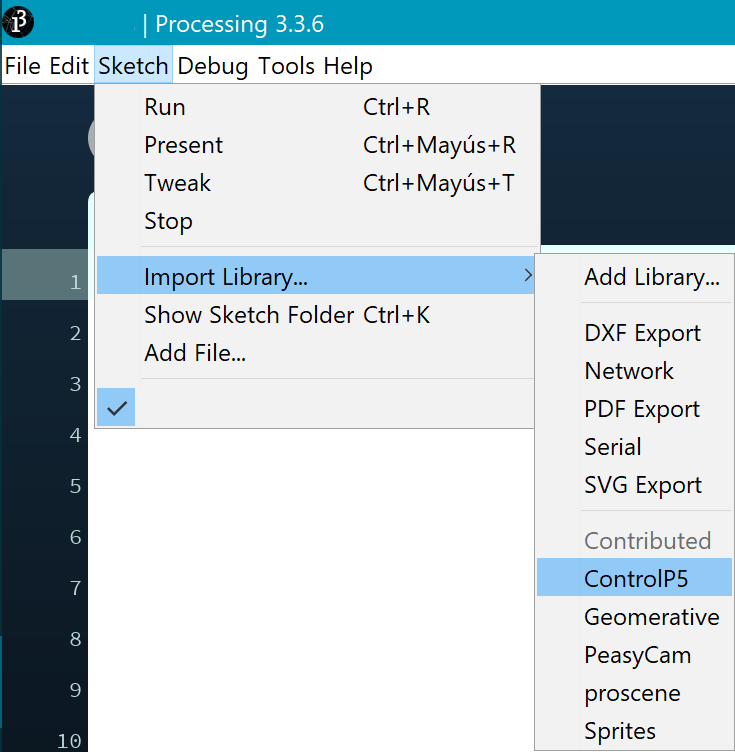 | Processing 3.3.6
File Edit Sketch Debug Tools Help
Run Ctrl+R
Present Ctrl+Mayús+R
Tweak Ctrl+Mayús+T
Stop
Import Library...
Show Sketch Folder Ctrl+K
Add File...
Add Library...
DXF Export
Network
PDF Export
Serial
SVG Export
Contributed
ControlP5
Geomerative
PeasyCam
proscene
Sprites
1
2
3
4
5
6
7
8
9
10